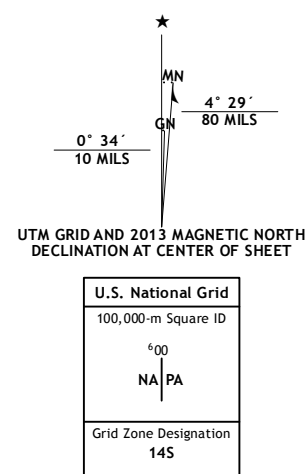 ★
MN
GN
4° 29´
80 MILS
0° 34´
10 MILS
UTM GRID AND 2013 MAGNETIC NORTH
DECLINATION AT CENTER OF SHEET
U.S. National Grid
100,000-m Square ID
⁶00
NA PA
Grid Zone Designation
14S